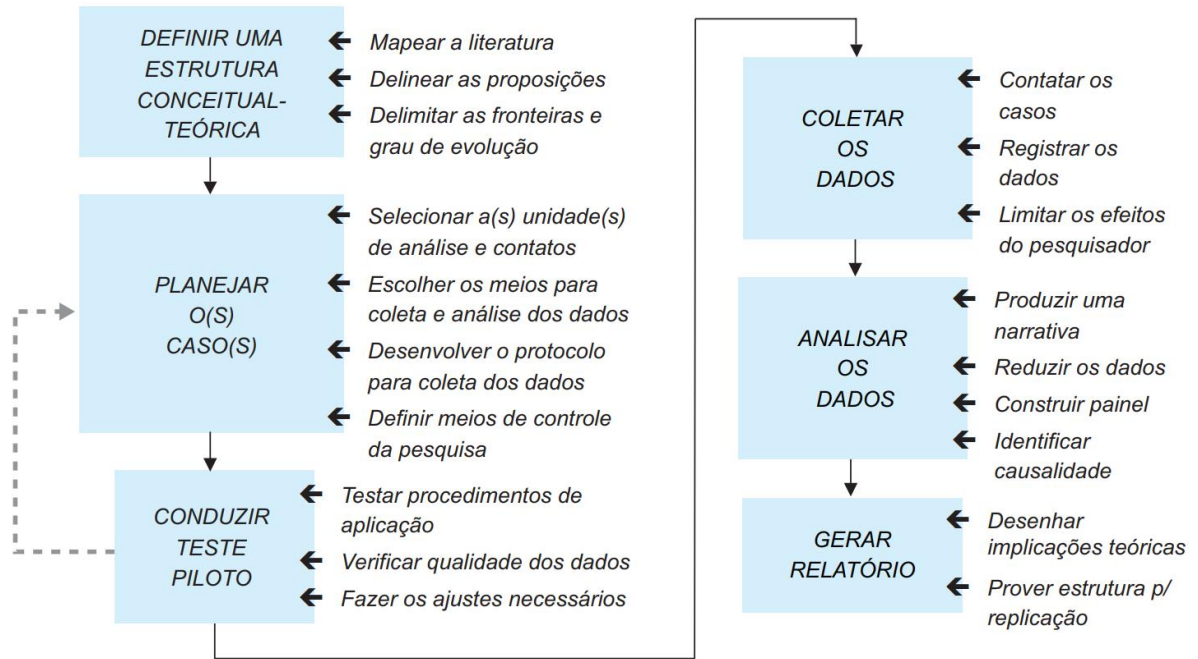 DEFINIR UMA
ESTRUTURA
CONCEITUAL-
TEÓRICA
Mapear a literatura
Delinear as proposições
Delimitar as fronteiras e
grau de evolução
PLANEJAR
O(S)
CASO(S)
Selecionar a(s) unidade(s)
de análise e contatos
Escolher os meios para
coleta e análise dos dados
Desenvolver o protocolo
para coleta dos dados
Definir meios de controle
da pesquisa
CONDUZIR
TESTE
PILOTO
Testar procedimentos de
aplicação
Verificar qualidade dos dados
Fazer os ajustes necessários
COLETAR
OS
DADOS
Contatar os
casos
Registrar os
dados
Limitar os efeitos
do pesquisador
ANALISAR
OS
DADOS
Produzir uma
narrativa
Reduzir os dados
Construir painel
Identificar
causalidade
GERAR
RELATÓRIO
Desenhar
implicações teóricas
Prover estrutura p/
replicação